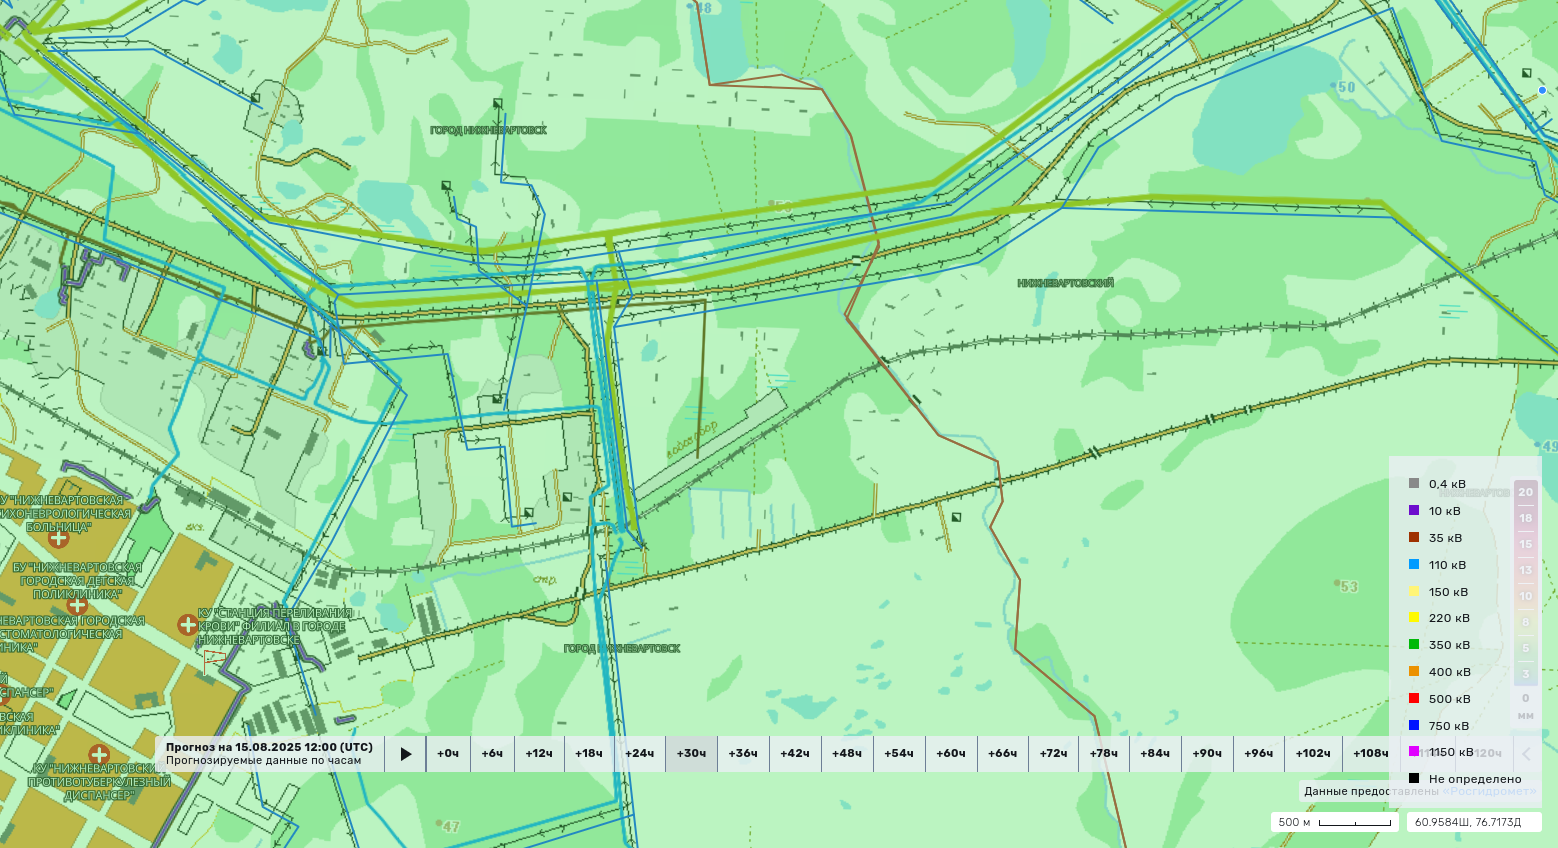 48
50
ГОРОД НИЖНЕВАРТОВСК
НИЖНЕВАРТОВСКИЙ
водосбор
49
0,4 кВ
10 кВ
35 кВ
110 кВ
150 кВ
220 кВ
350 кВ
400 кВ
500 кВ
750 кВ
1150 кВ
Не определено
20
18
15
13
10
8
5
3
0
мм
БОЛЬНИЦА"
БУ "НИЖНЕВАРТОВСКАЯ
ГОРОДСКАЯ ДЕТСКАЯ
ПОЛИКЛИНИКА"
НЕВАРТОВСКАЯ ГОРОДСКАЯ
СТОМАТОЛОГИЧЕСКАЯ
КУ "СТАНЦИЯ ПЕРЕЛИВАНИЯ
КРОВИ" ФИЛИАЛ В ГОРОДЕ
НИЖНЕВАРТОВСКЕ
стр.
53
ГОРОД НИЖНЕВАРТОВСК
Прогноз на 15.08.2025 12:00 (UTC)
Прогнозируемые данные по часам
+0ч
+6ч
+12ч
+18ч
+24ч
+30ч
+36ч
+42ч
+48ч
+54ч
+60ч
+66ч
+72ч
+78ч
+84ч
+90ч
+96ч
+102ч
+108ч
120ч
КУ "НИЖНЕВАРТОВСКИ
ПРОТИВОТУБЕРКУЛЕЗНЫЙ
ДИСПАНСЕР"
47
Данные предоставлены «Росгидромет»
500 м
60.9584Ш, 76.7173Д